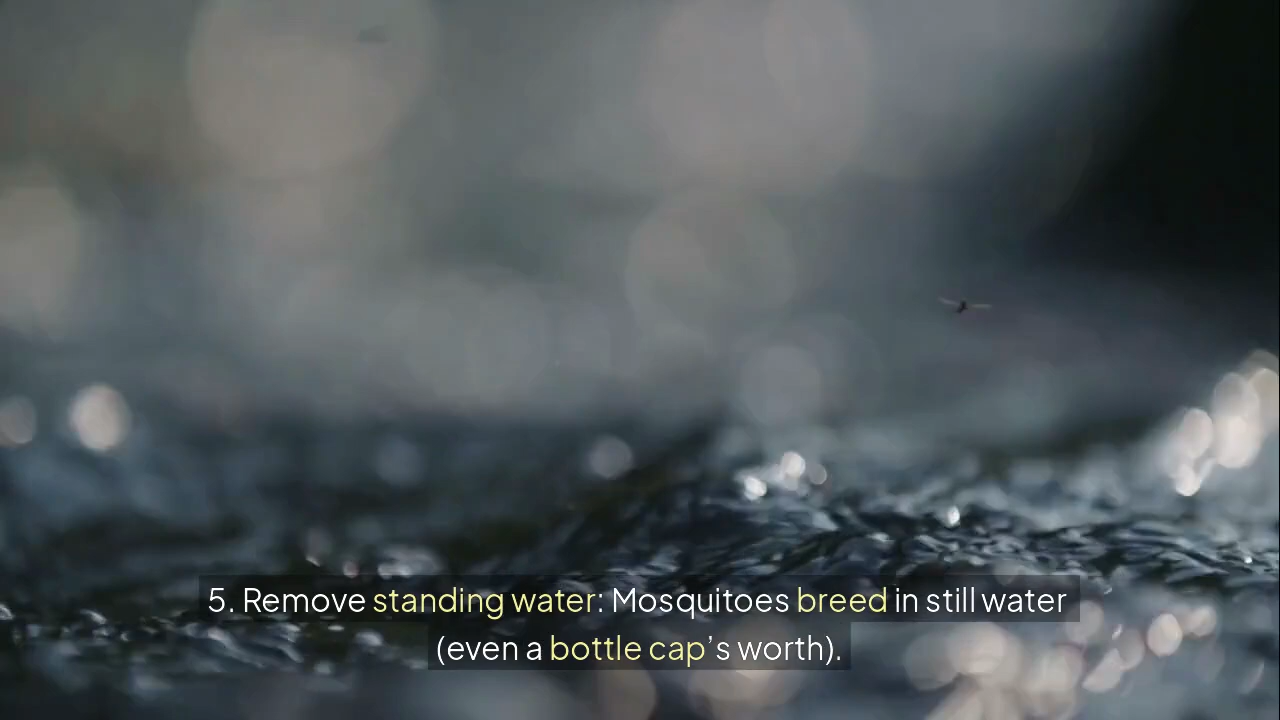 5. Remove standing water: Mosquitoes breed in still water
(even a bottle cap’s worth).